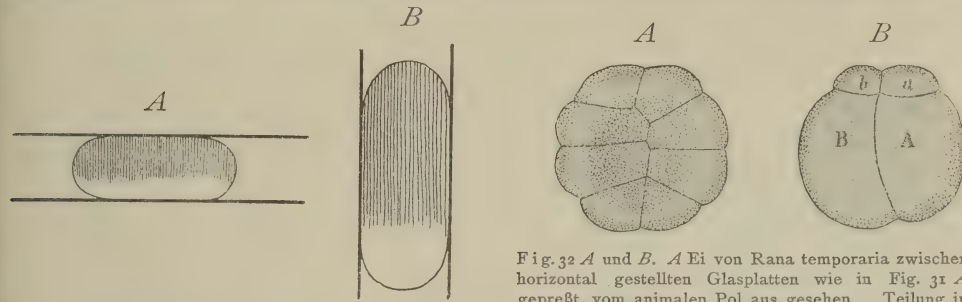 A
B
A
B
b
a
B
A
Fig. 32 A und B. A Ei von Rana temporaria zwischen
horizontal gestellten Glasplatten wie in Fig. 31 A
gepreßt, vom animalen Pol aus gesehen. Teilung in